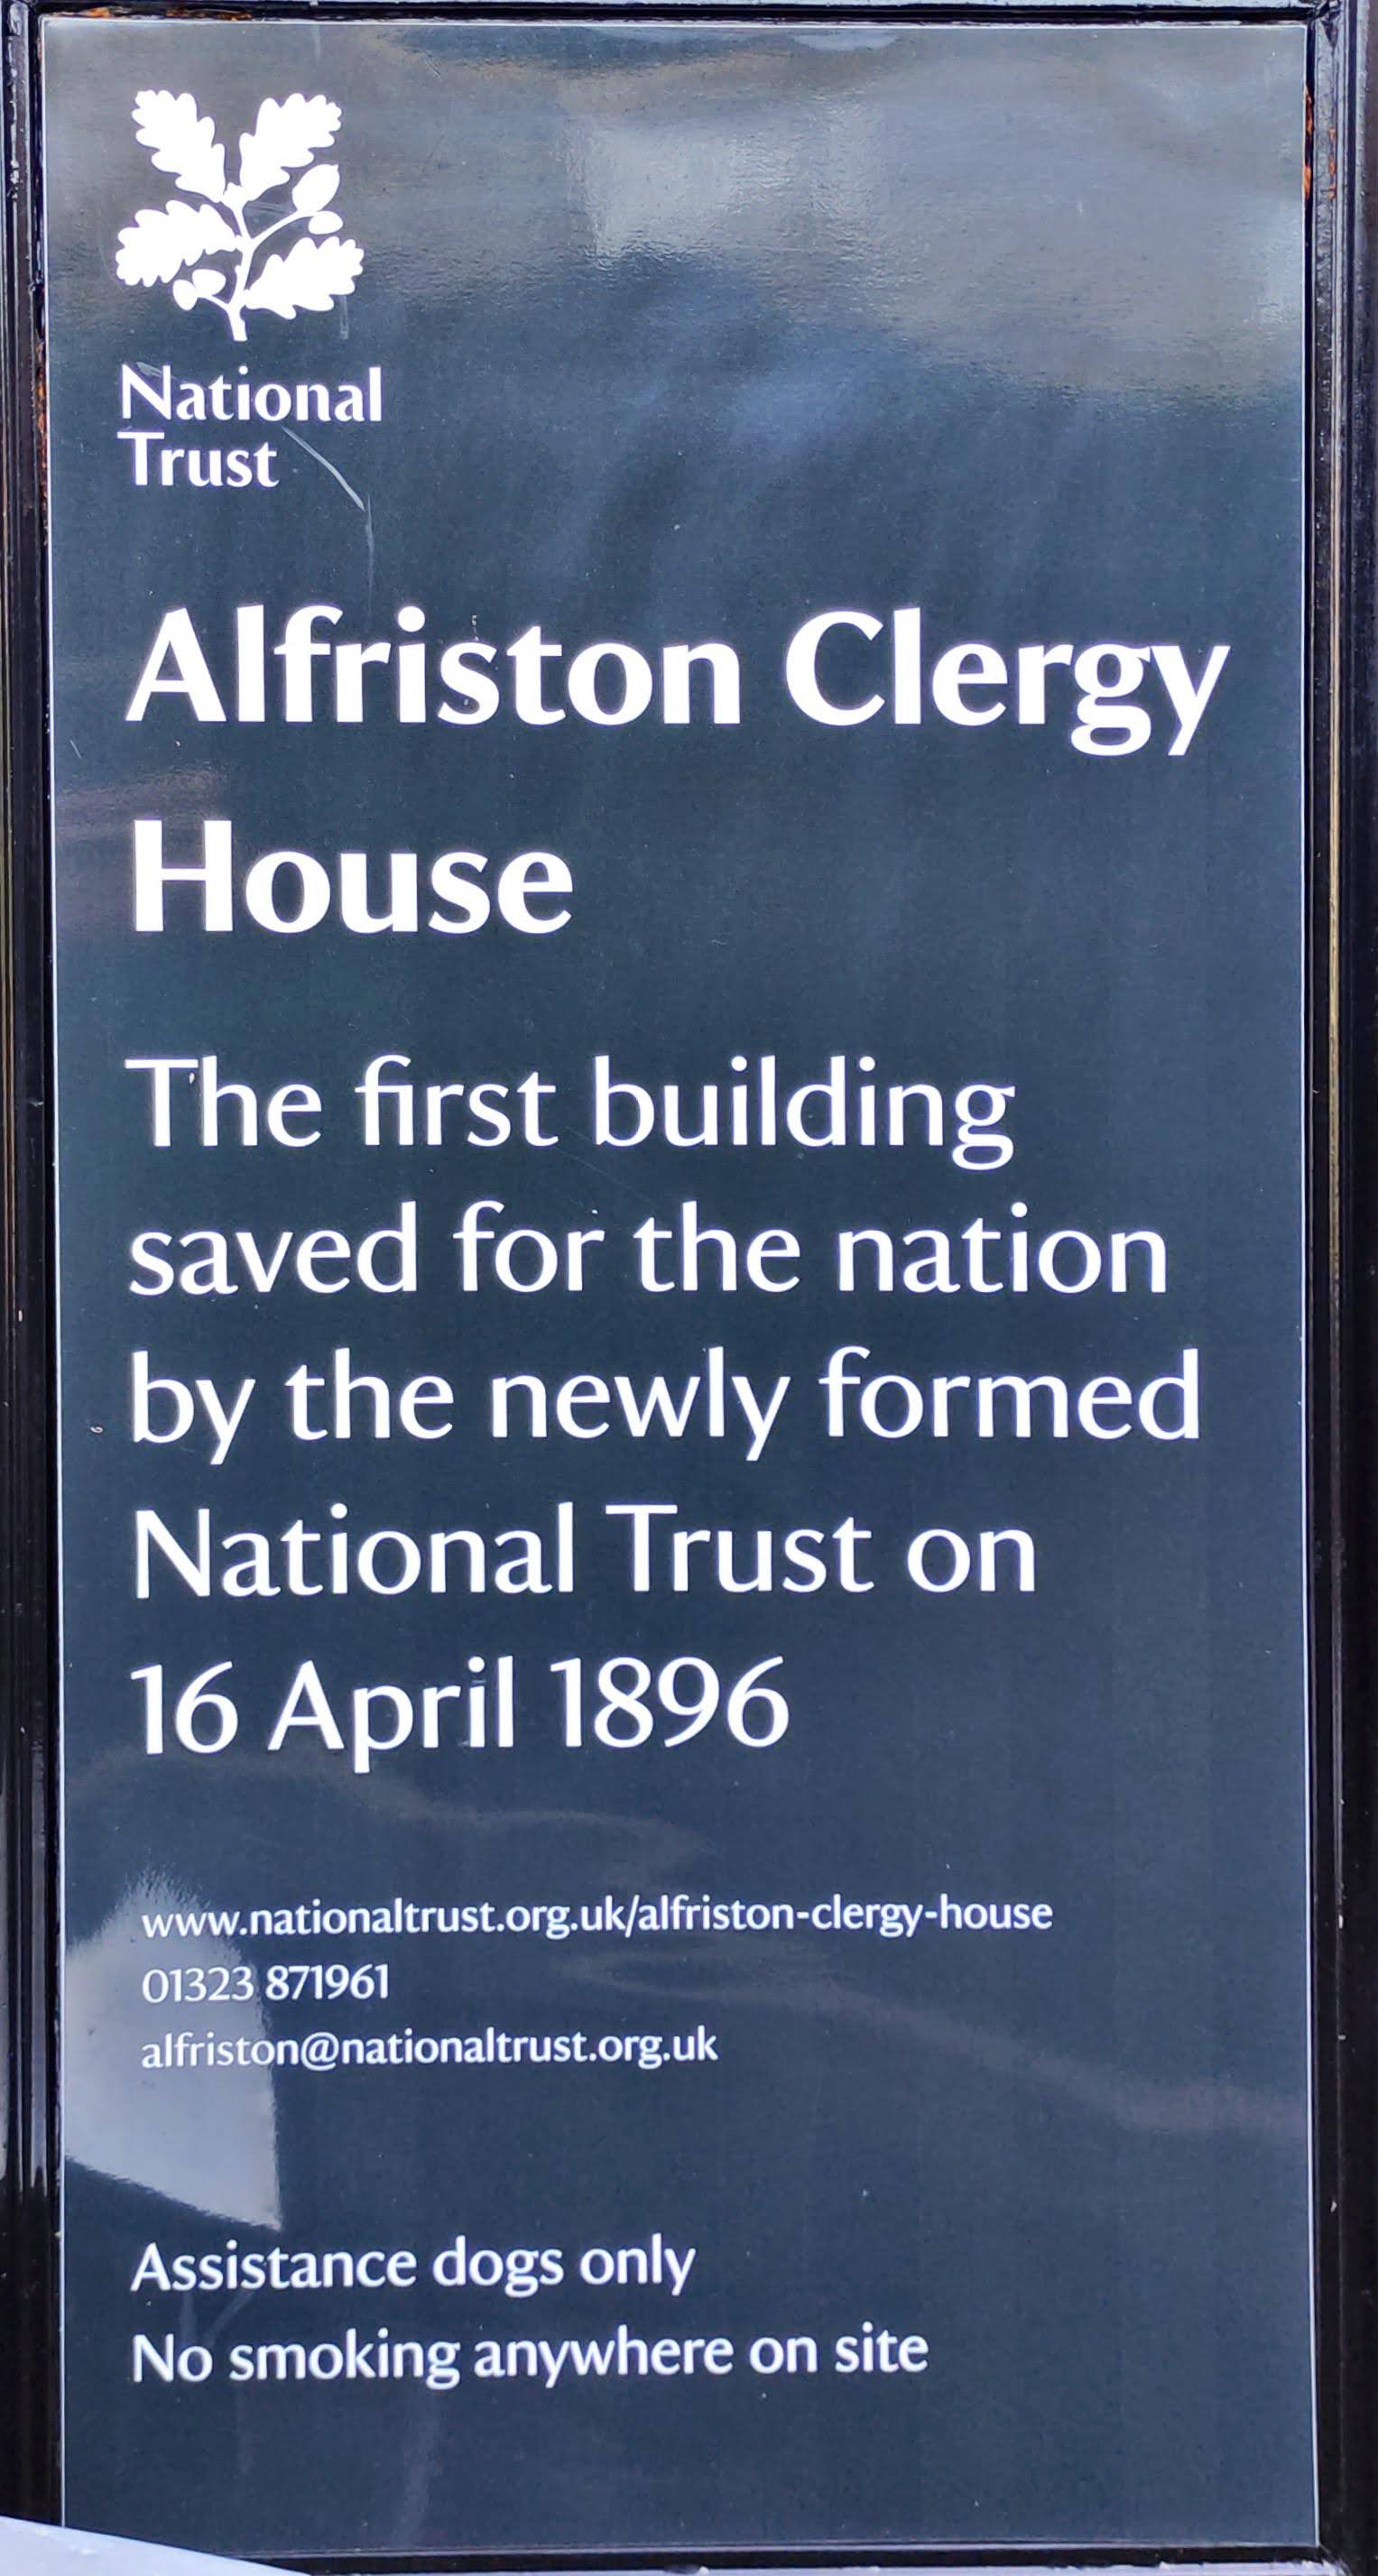 National
Trust
Alfriston Clergy
House
The first building
saved for the nation
by the newly formed
National Trust on
16 April 1896
www.nationaltrust.org.uk/alfriston-clergy-house
01323 871961
alfriston@nationaltrust.org.uk
Assistance dogs only
No smoking anywhere on site